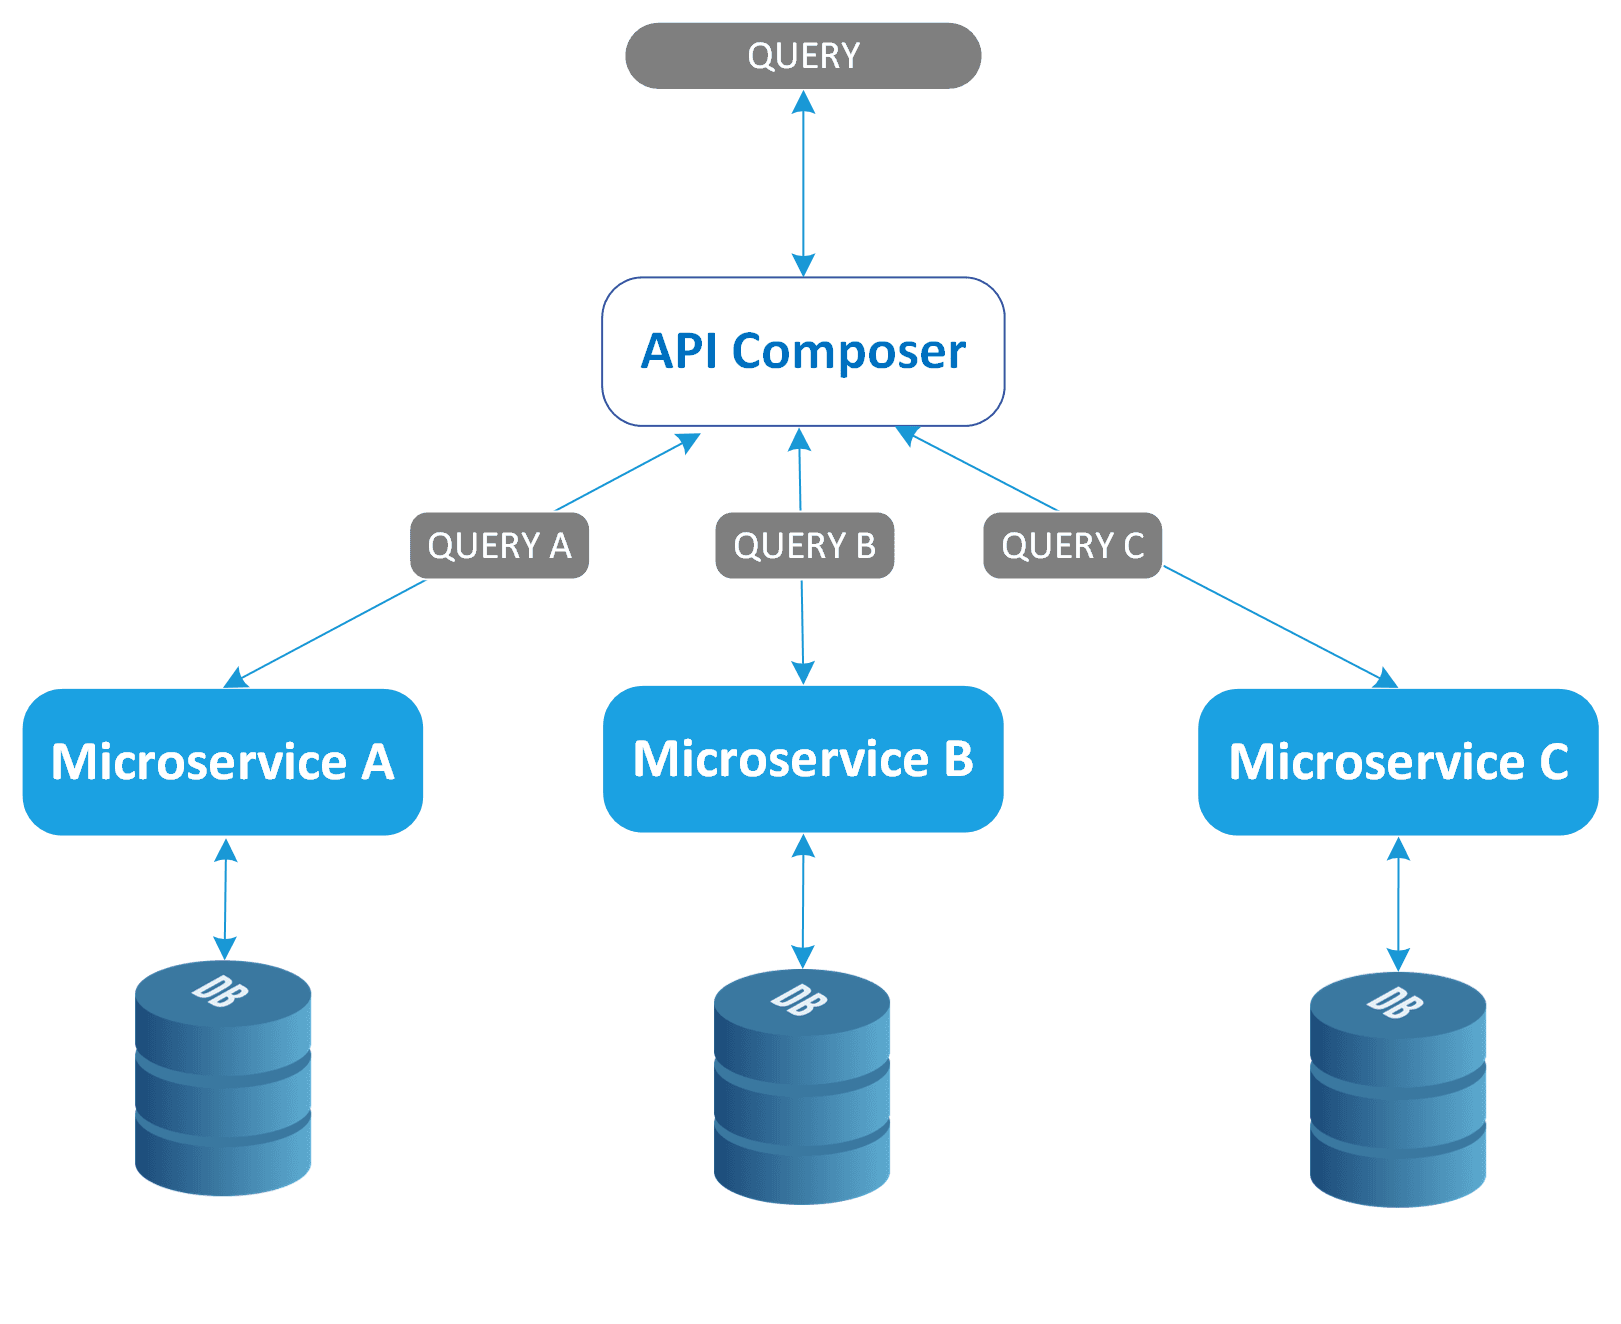 QUERY
API Composer
QUERY A
QUERY B
QUERY C
Microservice A
Microservice B
Microservice C
DB
DB
DB